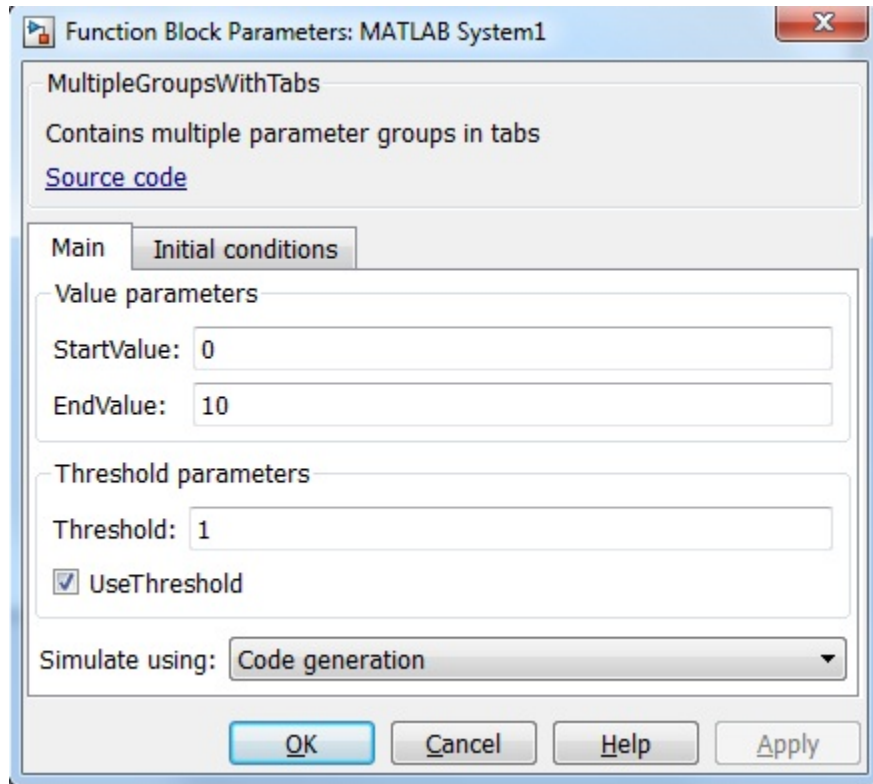 Function Block Parameters: MATLAB System1
MultipleGroupsWithTabs
Contains multiple parameter groups in tabs
Source code
Main Initial conditions
Value parameters
StartValue: 0
EndValue: 10
Threshold parameters
Threshold: 1
UseThreshold
Simulate using: Code generation
OK Cancel Help Apply